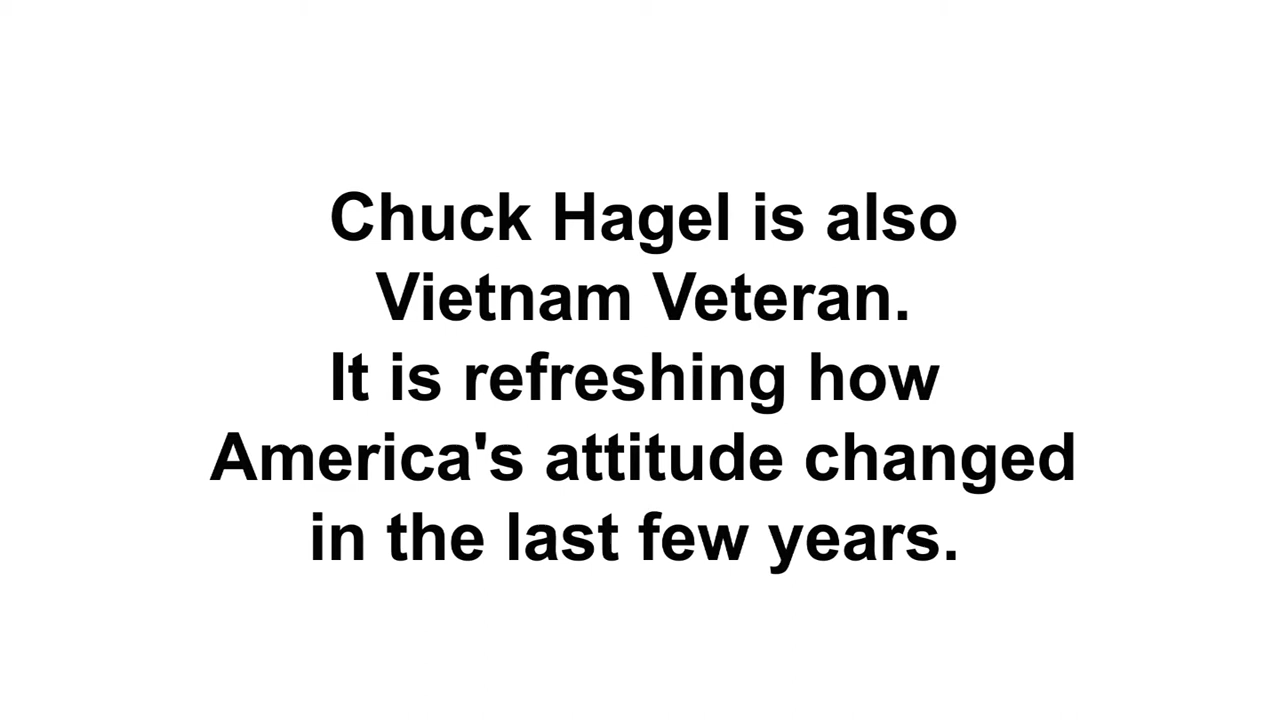 Chuck Hagel is also
Vietnam Veteran.
It is refreshing how
America's attitude changed
in the last few years.